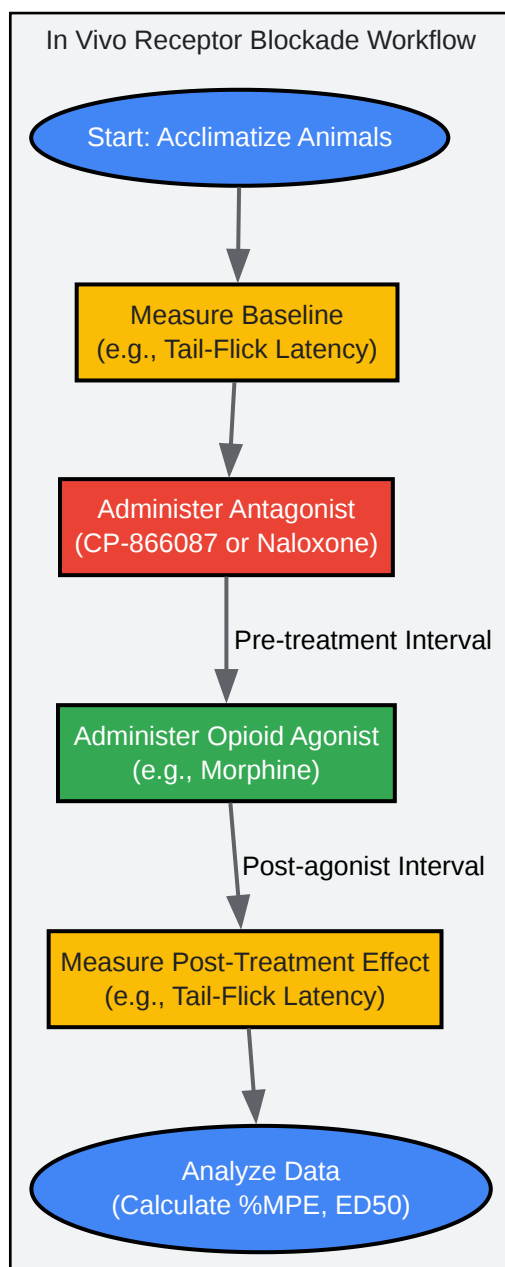 In Vivo Receptor Blockade Workflow
Start: Acclimatize Animals
Measure Baseline
(e.g., Tail-Flick Latency)
Administer Antagonist
(CP-866087 or Naloxone)
Pre-treatment Interval
Administer Opioid Agonist
(e.g., Morphine)
Post-agonist Interval
Measure Post-Treatment Effect
(e.g., Tail-Flick Latency)
Analyze Data
(Calculate %MPE, ED50)